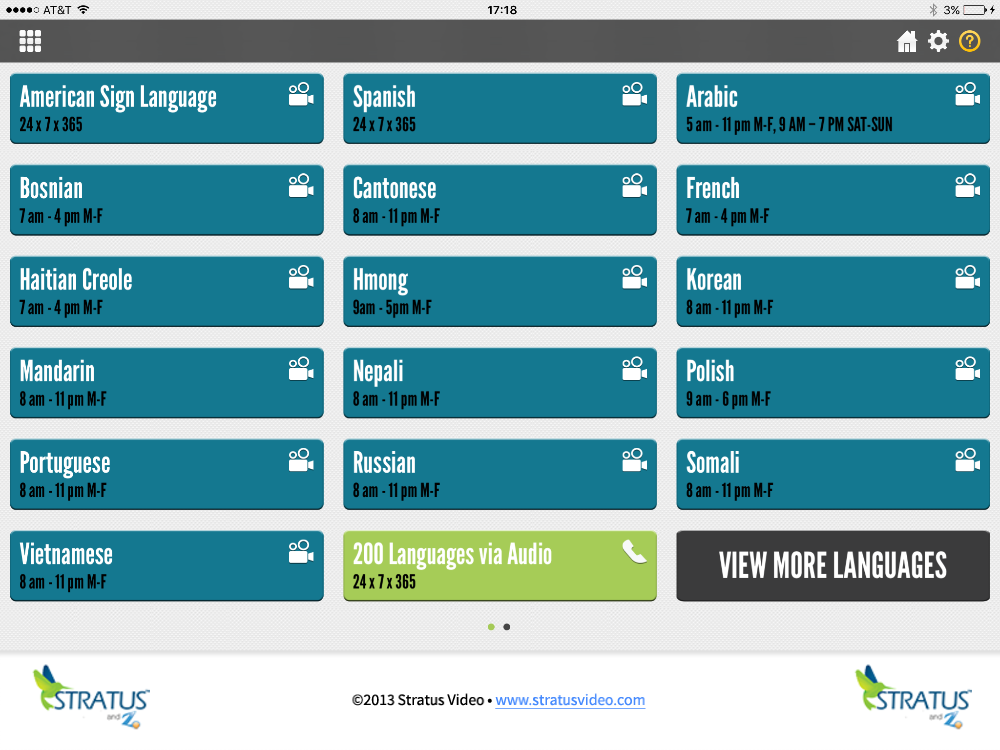 AT&T 17:18 3%
American Sign Language
24 x 7 x 365
Spanish
24 x 7 x 365
Arabic
5 am - 11 pm M-F, 9 AM – 7 PM SAT-SUN
Bosnian
7 am - 4 pm M-F
Cantonese
8 am - 11 pm M-F
French
7 am - 4 pm M-F
Haitian Creole
7 am - 4 pm M-F
Hmong
9am - 5pm M-F
Korean
8 am - 11 pm M-F
Mandarin
8 am - 11 pm M-F
Nepali
8 am - 11 pm M-F
Polish
9 am - 6 pm M-F
Portuguese
8 am - 11 pm M-F
Russian
8 am - 11 pm M-F
Somali
8 am - 11 pm M-F
Vietnamese
8 am - 11 pm M-F
200 Languages via Audio
24 x 7 x 365
VIEW MORE LANGUAGES
STRATUS™
and
©2013 Stratus Video • www.stratusvideo.com
STRATUS™
and